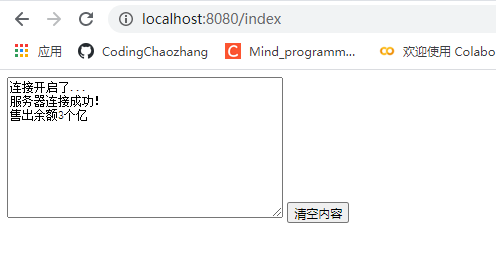 localhost:8080/index
应用 CodingChaozhang Mind_programm... 欢迎使用 Colabo
连接开启了...
服务器连接成功!
售出余额3个亿
清空内容